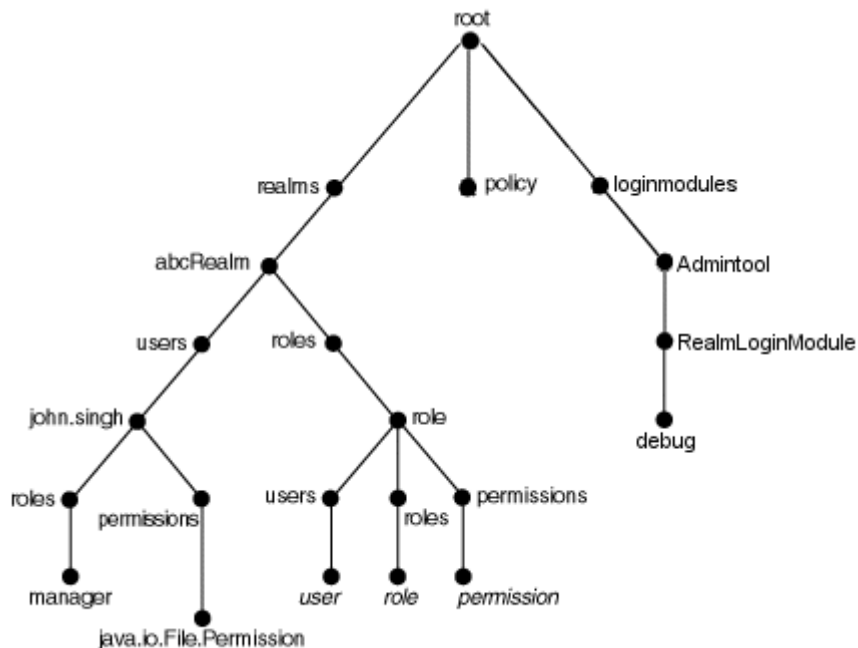 root
realms
policy
loginmodules
abcRealm
Admintool
users
roles
RealmLoginModule
john.singh
role
debug
roles
permissions
users
roles
permissions
manager
user
role
permission
java.io.File.Permission